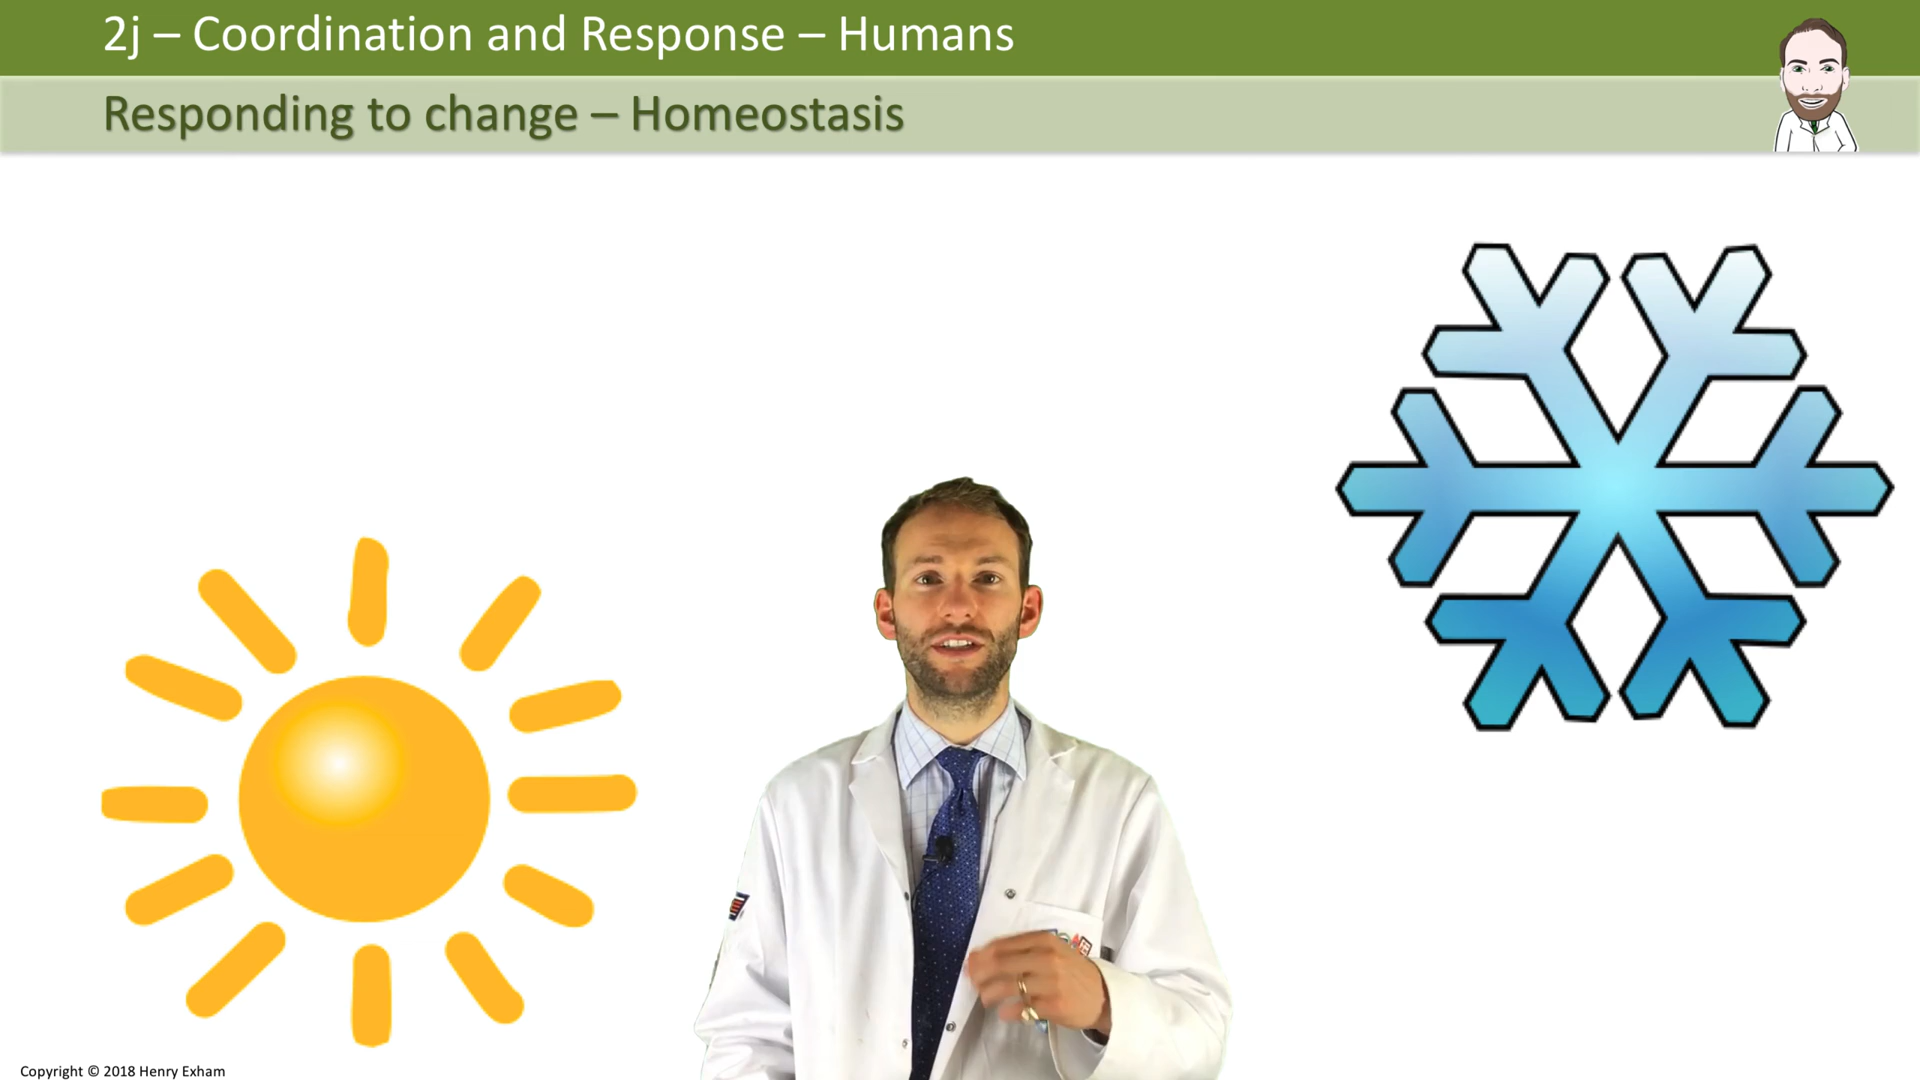 2j – Coordination and Response – Humans
Responding to change – Homeostasis
Copyright © 2018 Henry Exham